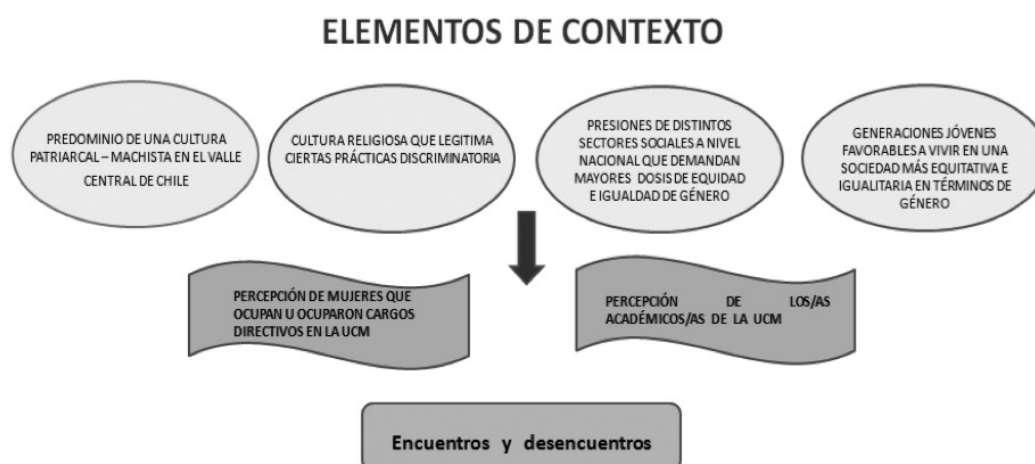 ELEMENTOS DE CONTEXTO
PREDOMINIO DE UNA CULTURA
PATRIARCAL – MACHISTA EN EL VALLE
CENTRAL DE CHILE
CULTURA RELIGIOSA QUE LEGITIMA
CIERTAS PRÁCTICAS DISCRIMINATORIA
PRESIONES DE DISTINTOS
SECTORES SOCIALES A NIVEL
NACIONAL QUE DEMANDAN
MAYORES DOSIS DE EQUIDAD
E IGUALDAD DE GÉNERO
GENERACIONES JÓVENES
FAVORABLES A VIVIR EN UNA
SOCIEDAD MÁS EQUITATIVA E
IGUALITARIA EN TÉRMINOS DE
GÉNERO
PERCEPCIÓN DE MUJERES QUE
OCUPAN U OCUPARON CARGOS
DIRECTIVOS EN LA UCM
PERCEPCIÓN DE LOS/AS
ACADÉMICOS/AS DE LA UCM
Encuentros y desencuentros